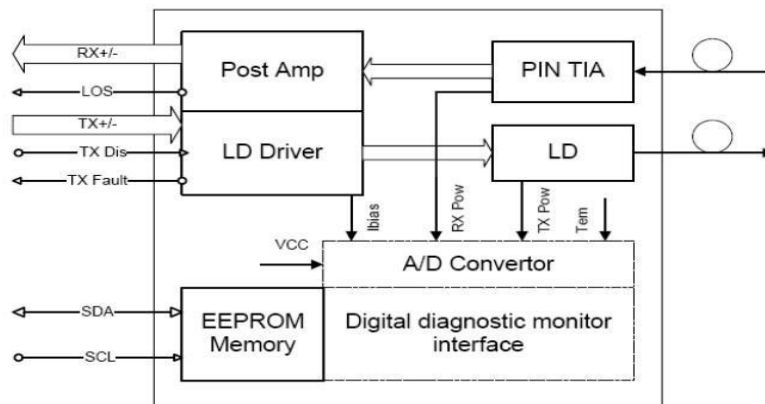 RX+/-
Post Amp
PIN TIA
LOS
TX+/-
TX Dis
LD Driver
LD
TX Fault
Ibias
RX Pow
TX Pow
Tem
VCC
A/D Convertor
SDA
EEPROM
Memory
Digital diagnostic monitor
interface
SCL